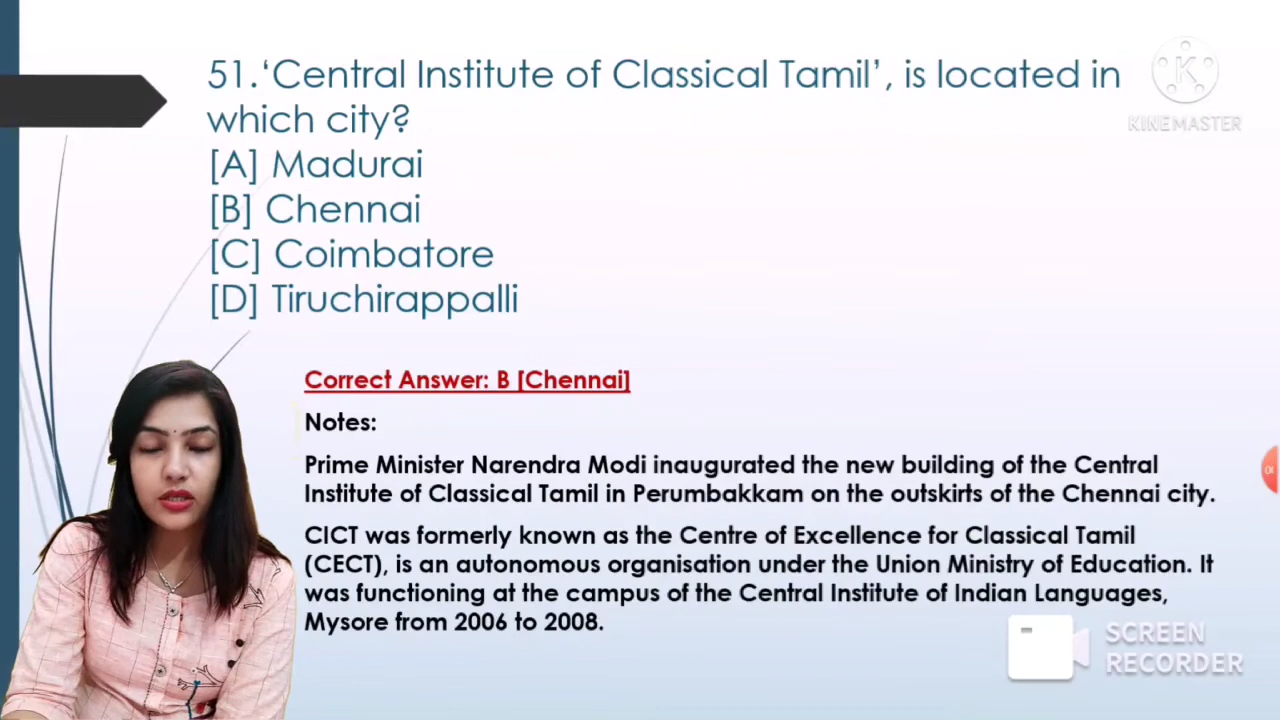 51.‘Central Institute of Classical Tamil’, is located in
which city?
[A] Madurai
[B] Chennai
[C] Coimbatore
[D] Tiruchirappalli
KINEMASTER
Correct Answer: B [Chennai]
Notes:
Prime Minister Narendra Modi inaugurated the new building of the Central
Institute of Classical Tamil in Perumbakkam on the outskirts of the Chennai city.
CICT was formerly known as the Centre of Excellence for Classical Tamil
(CECT), is an autonomous organisation under the Union Ministry of Education. It
was functioning at the campus of the Central Institute of Indian Languages,
Mysore from 2006 to 2008.
SCREEN
RECORDER